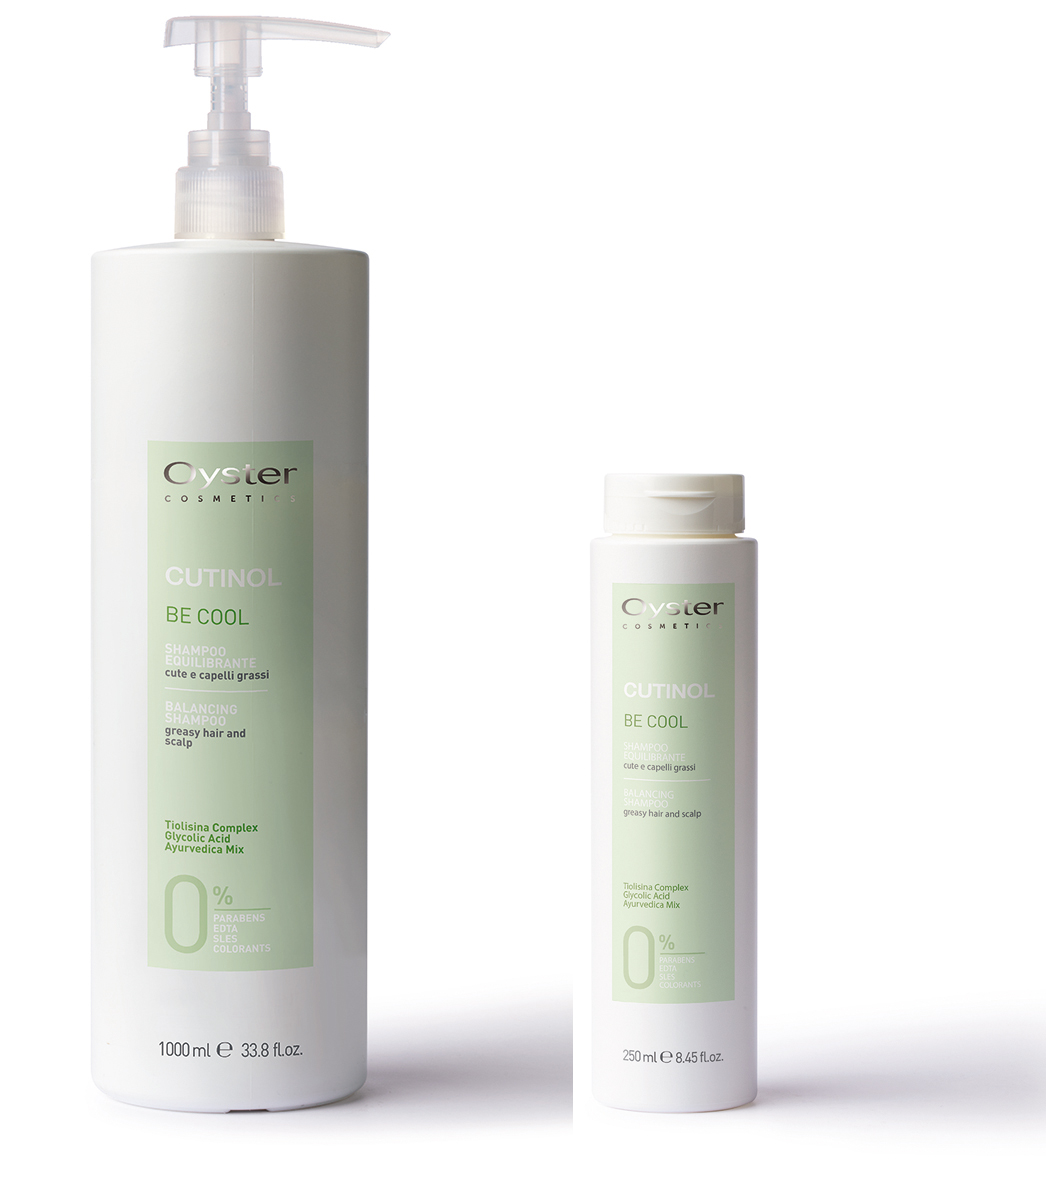 Oyster
COSMETICS
CUTINOL
BE COOL
SHAMPOO
EQUILIBRANTE
cute e capelli grassi
BALANCING
SHAMPOO
greasy hair and
scalp
Tiolisina Complex
Glycolic Acid
Ayurvedica Mix
0%
PARABENS
EDTA
SLES
COLORANTS
1000 ml ℮ 33.8 fl.oz.
Oyster
COSMETICS
CUTINOL
BE COOL
SHAMPOO
EQUILIBRANTE
cute e capelli grassi
BALANCING
SHAMPOO
greasy hair and scalp
Tiolisina Complex
Glycolic Acid
Ayurvedica Mix
0%
PARABENS
EDTA
SLES
COLORANTS
250 ml ℮ 8.45 fl.oz.